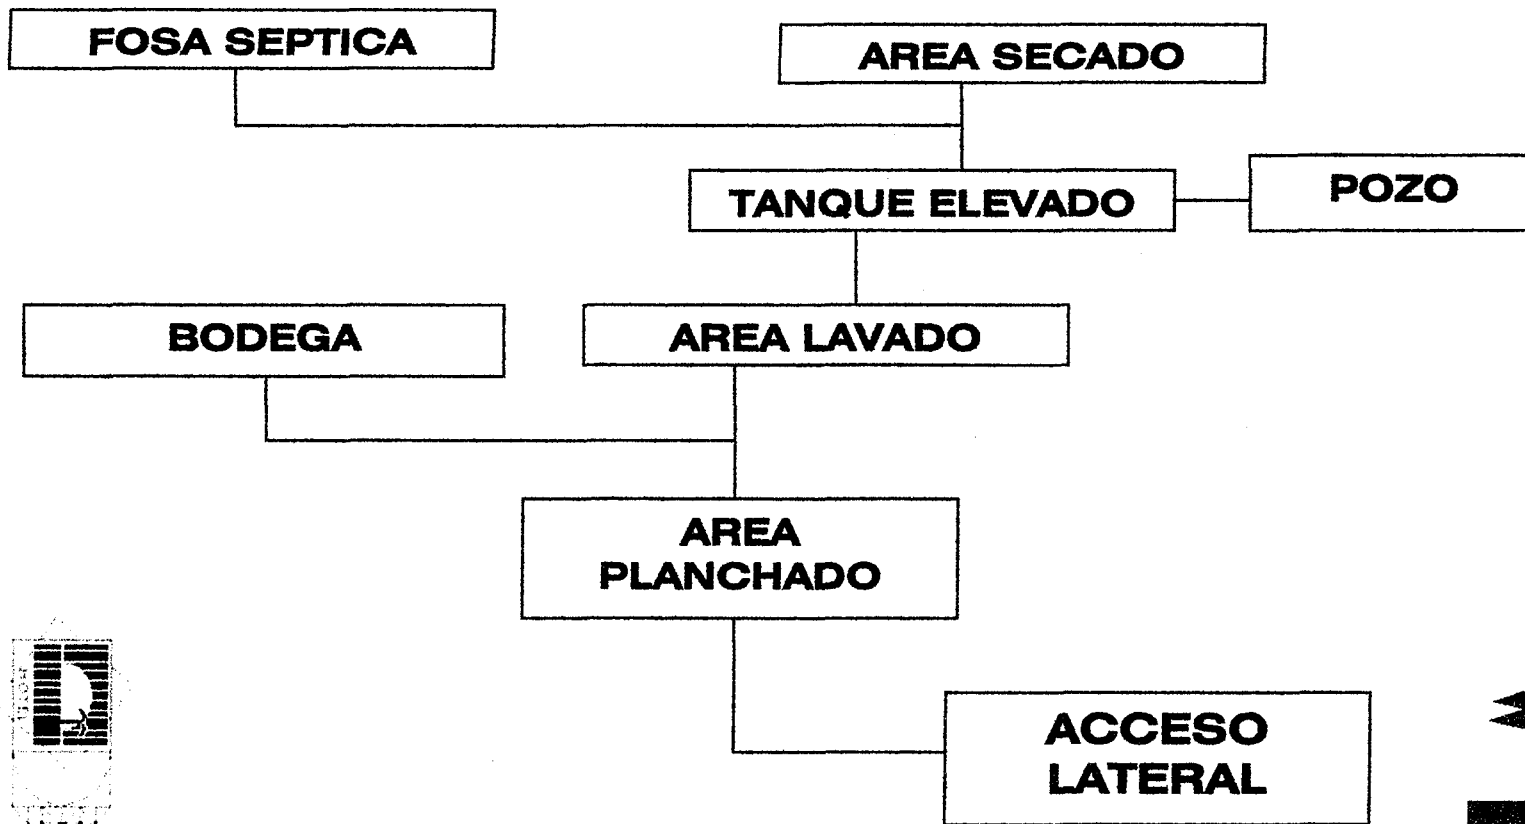 FOSA SEPTICA
AREA SECADO
TANQUE ELEVADO
POZO
BODEGA
AREA LAVADO
AREA
PLANCHADO
ACCESO
LATERAL